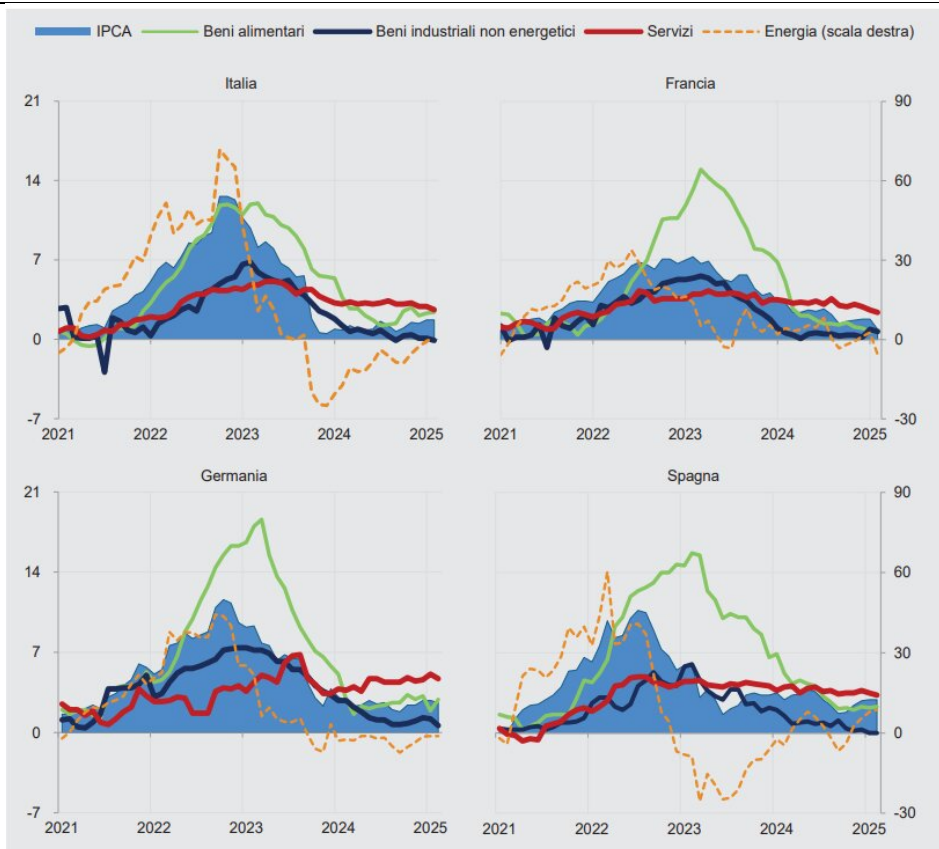 IPCA Beni alimentari Beni industriali non energetici Servizi Energia (scala destra)
Italia Francia
21 90
14 60
7 30
0 0
-7 -30
2021 2022 2023 2024 2025 2021 2022 2023 2024 2025
Germania Spagna
21 90
14 60
7 30
0 0
-7 -30
2021 2022 2023 2024 2025 2021 2022 2023 2024 2025